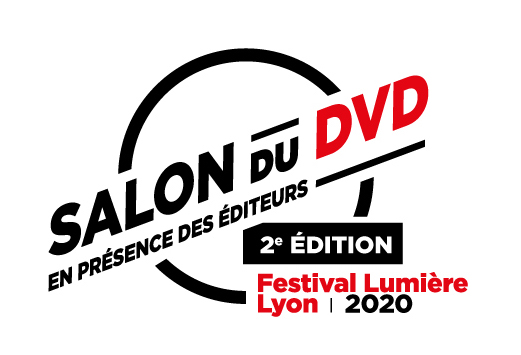 SALON DU DVD
EN PRÉSENCE DES ÉDITEURS
2e ÉDITION
Festival Lumière
Lyon | 2020